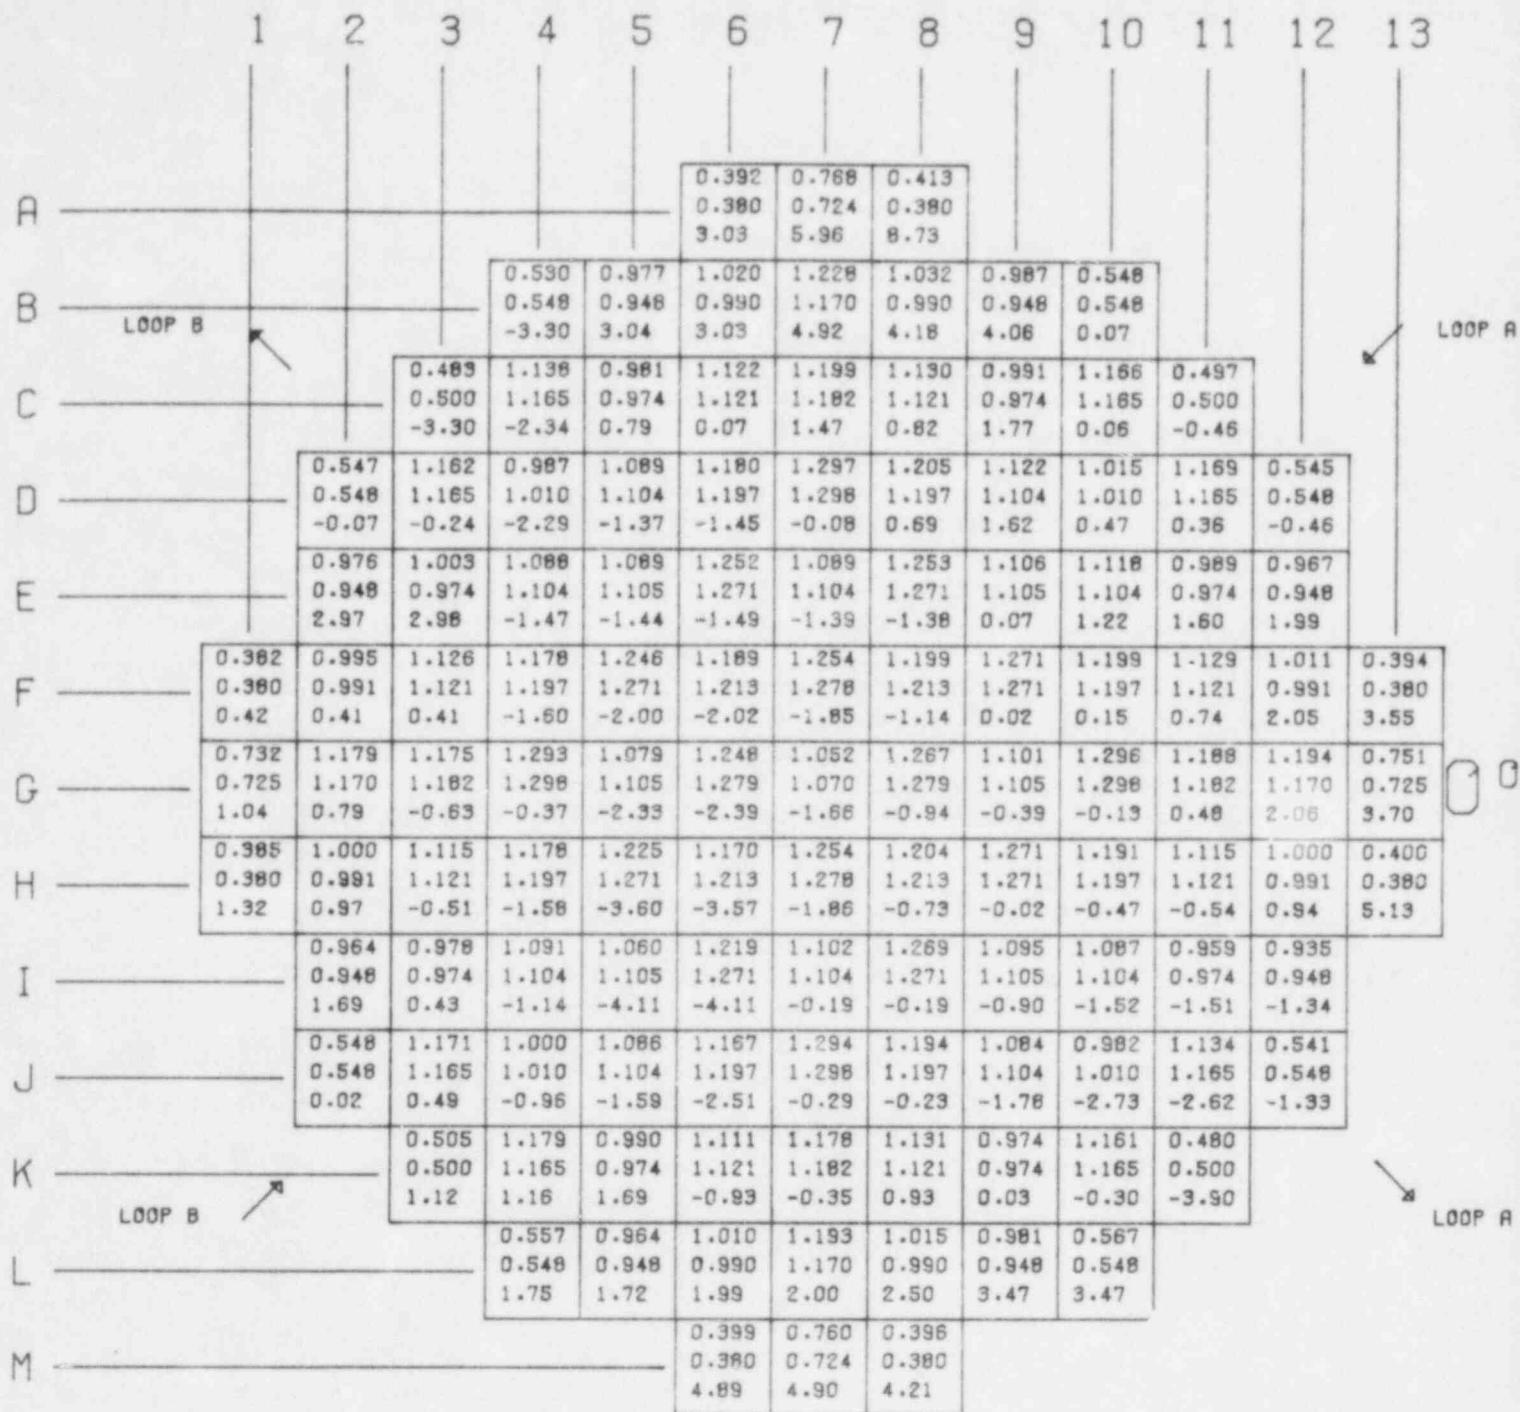 1 2 3 4 5 6 7 8 9 10 11 12 13
0.392 0.768 0.413
A 0.380 0.724 0.380
3.03 5.96 8.73
0.530 0.977 1.020 1.228 1.032 0.987 0.548
B 0.548 0.948 0.990 1.170 0.990 0.948 0.548
LOOP B -3.30 3.04 3.03 4.92 4.18 4.06 0.07 LOOP A
0.483 1.138 0.981 1.122 1.199 1.130 0.991 1.166 0.497
C 0.500 1.165 0.974 1.121 1.182 1.121 0.974 1.165 0.500
-3.30 -2.34 0.79 0.07 1.47 0.82 1.77 0.06 -0.46
0.547 1.162 0.987 1.089 1.180 1.297 1.205 1.122 1.015 1.169 0.545
D 0.548 1.165 1.010 1.104 1.197 1.298 1.197 1.104 1.010 1.165 0.548
-0.07 -0.24 -2.29 -1.37 -1.45 -0.08 0.69 1.62 0.47 0.36 -0.46
0.976 1.003 1.088 1.089 1.252 1.089 1.253 1.106 1.118 0.989 0.967
E 0.948 0.974 1.104 1.105 1.271 1.104 1.271 1.105 1.104 0.974 0.948
2.97 2.98 -1.47 -1.44 -1.49 -1.39 -1.38 0.07 1.22 1.60 1.99
0.382 0.995 1.126 1.178 1.246 1.189 1.254 1.199 1.271 1.199 1.129 1.011 0.394
F 0.380 0.991 1.121 1.197 1.271 1.213 1.278 1.213 1.271 1.197 1.121 0.991 0.380
0.42 0.41 0.41 -1.60 -2.00 -2.02 -1.85 -1.14 0.02 0.15 0.74 2.05 3.55
0.732 1.179 1.175 1.293 1.079 1.248 1.052 1.267 1.101 1.296 1.188 1.194 0.751
G 0.725 1.170 1.182 1.298 1.105 1.279 1.070 1.279 1.105 1.298 1.182 1.170 0.725
1.04 0.79 -0.63 -0.37 -2.33 -2.39 -1.66 -0.94 -0.39 -0.13 0.48 2.06 3.70
0.385 1.000 1.115 1.178 1.225 1.170 1.254 1.204 1.271 1.191 1.115 1.000 0.400
H 0.380 0.991 1.121 1.197 1.271 1.213 1.278 1.213 1.271 1.197 1.121 0.991 0.380
1.32 0.97 -0.51 -1.58 -3.60 -3.57 -1.86 -0.73 -0.02 -0.47 -0.54 0.94 5.13
0.964 0.978 1.091 1.060 1.219 1.102 1.269 1.095 1.087 0.959 0.935
I 0.948 0.974 1.104 1.105 1.271 1.104 1.271 1.105 1.104 0.974 0.948
1.69 0.43 -1.14 -4.11 -4.11 -0.19 -0.19 -0.90 -1.52 -1.51 -1.34
0.548 1.171 1.000 1.086 1.167 1.294 1.194 1.084 0.982 1.134 0.541
J 0.548 1.165 1.010 1.104 1.197 1.298 1.197 1.104 1.010 1.165 0.548
0.02 0.49 -0.96 -1.59 -2.51 -0.29 -0.23 -1.78 -2.73 -2.62 -1.33
0.505 1.179 0.990 1.111 1.178 1.131 0.974 1.161 0.480
K 0.500 1.165 0.974 1.121 1.182 1.121 0.974 1.165 0.500
1.12 1.16 1.69 -0.93 -0.35 0.93 0.03 -0.30 -3.90
LOOP B LOOP A
0.557 0.964 1.010 1.193 1.015 0.981 0.567
L 0.548 0.948 0.990 1.170 0.990 0.948 0.548
1.75 1.72 1.99 2.00 2.50 3.47 3.47
0.399 0.760 0.396
M 0.380 0.724 0.380
4.89 4.90 4.21